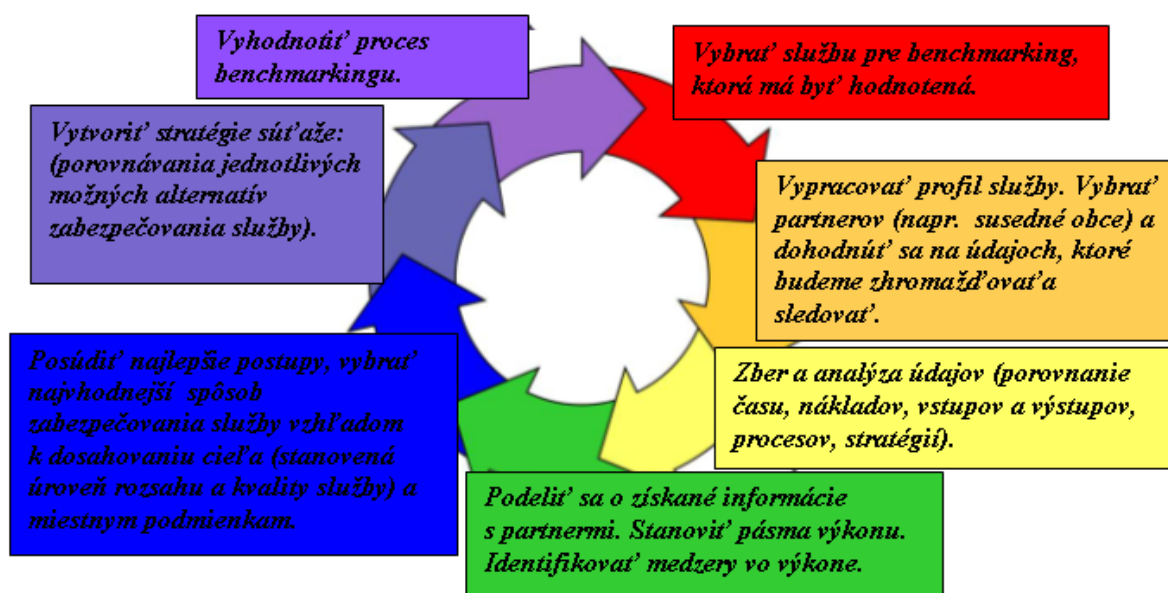 Vyhodnotiť proces
benchmarkingu.
Vybrať službu pre benchmarking,
ktorá má byť hodnotená.
Vypracovať profil služby. Vybrať
partnerov (napr. susedné obce) a
dohodnúť sa na údajoch, ktoré
budeme zhromažďovať a
sledovať.
Zber a analýza údajov (porovnanie
času, nákladov, vstupov a výstupov,
procesov, stratégií).
Podeliť sa o získané informácie
s partnermi. Stanoviť pásma výkonu.
Identifikovať medzery vo výkone.
Posúdiť najlepšie postupy, vybrať
najvhodnejší spôsob
zabezpečovania služby vzhľadom
k dosahovaniu cieľa (stanovená
úroveň rozsahu a kvality služby) a
miestnym podmienkam.
Vytvoriť stratégie súťaže:
(porovnávania jednotlivých
možných alternatív
zabezpečovania služby).